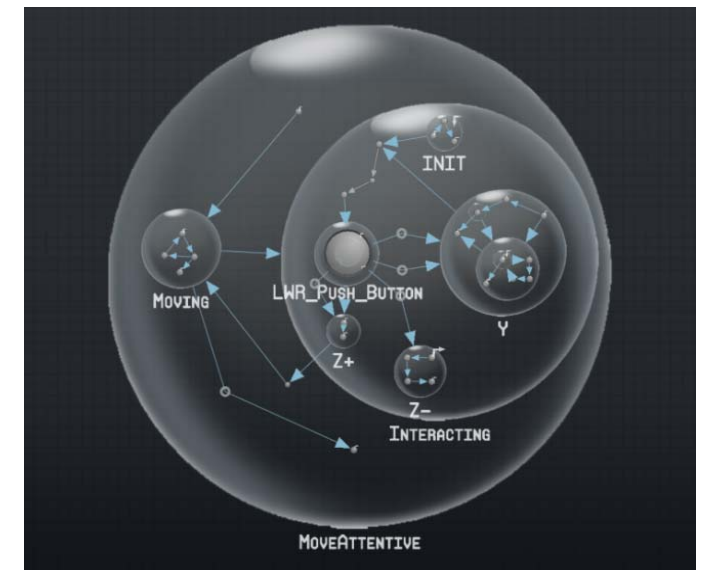 INIT
MOVING
LWR_PUSH_BUTTON
Y
Z+
Z-
INTERACTING
MOVEATTENTIVE